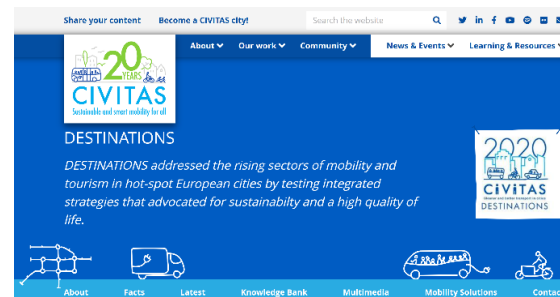 Share your content Become a CIVITAS city! Search the website
About Our work Community News & Events Learning & Resources
20
YEARS
CIVITAS
Sustainable and smart mobility for all
DESTINATIONS
DESTINATIONS addressed the rising sectors of mobility and
tourism in hot-spot European cities by testing integrated
strategies that advocated for sustainabilty and a high quality of
life.
2020
CiViTAS
DESTINATIONS
About Facts Latest Knowledge Bank Multimedia Mobility Solutions Contac